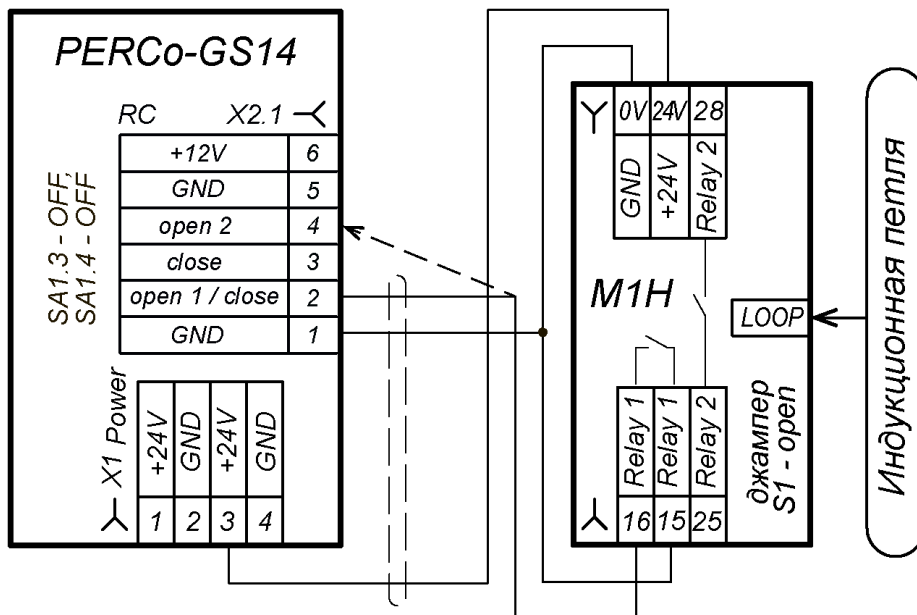 PERCo-GS14
RC X2.1
+12V 6
GND 5
open 2 4
close 3
open 1 / close 2
GND 1
SA1.3 - OFF,
SA1.4 - OFF
X1 Power
+24V GND +24V GND
1 2 3 4
0V 24V 28
GND +24V Relay 2
M1H
LOOP
Relay 1 Relay 1 Relay 2
16 15 25
джампер
S1 - open
Индукционная петля